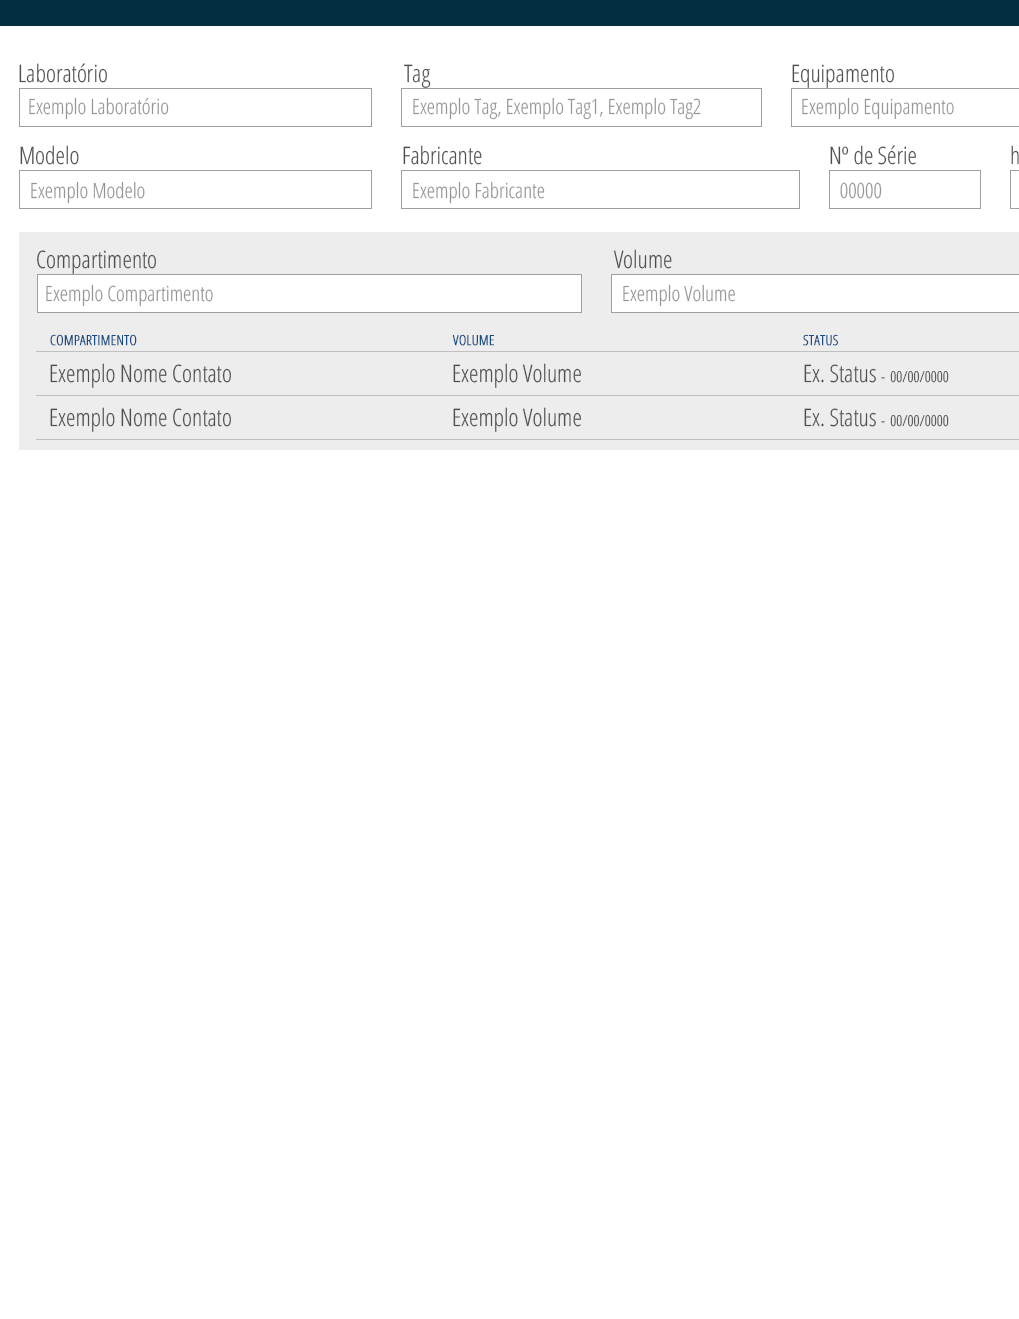 Laboratório Tag Equipamento
Exemplo Laboratório Exemplo Tag, Exemplo Tag1, Exemplo Tag2 Exemplo Equipamento
Modelo Fabricante Nº de Série h
Exemplo Modelo Exemplo Fabricante 00000
Compartimento Volume
Exemplo Compartimento Exemplo Volume
COMPARTIMENTO VOLUME STATUS
Exemplo Nome Contato Exemplo Volume Ex. Status - 00/00/0000
Exemplo Nome Contato Exemplo Volume Ex. Status - 00/00/0000